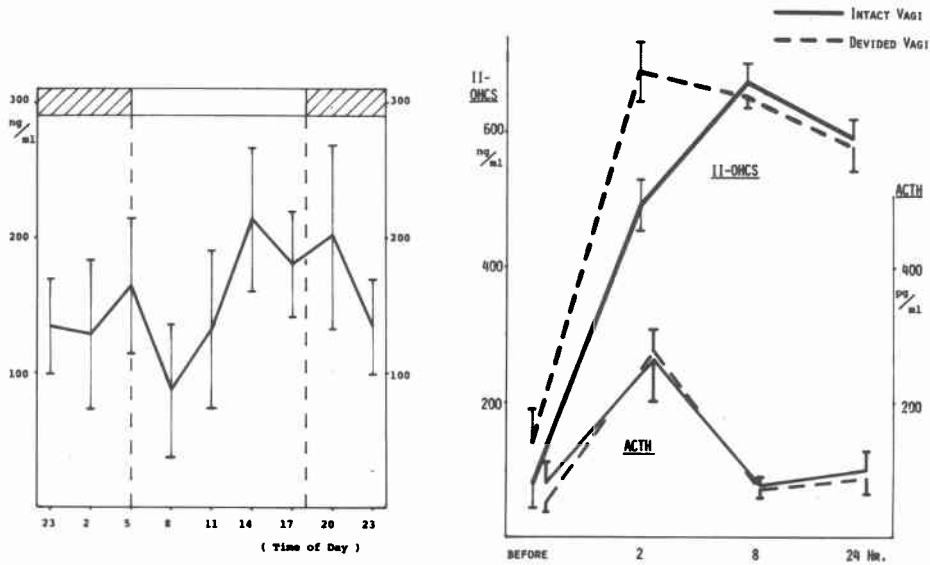 300
ng/ml
200
100
300
200
100
23 2 5 8 11 14 17 20 23
( Time of Day )
INTACT VAGI
DEVIDED VAGI
II-
OHCS
600
ng/ml
400
200
II-OHCS
ACTH
ACTH
400
pg/ml
200
BEFORE 2 8 24 HR.